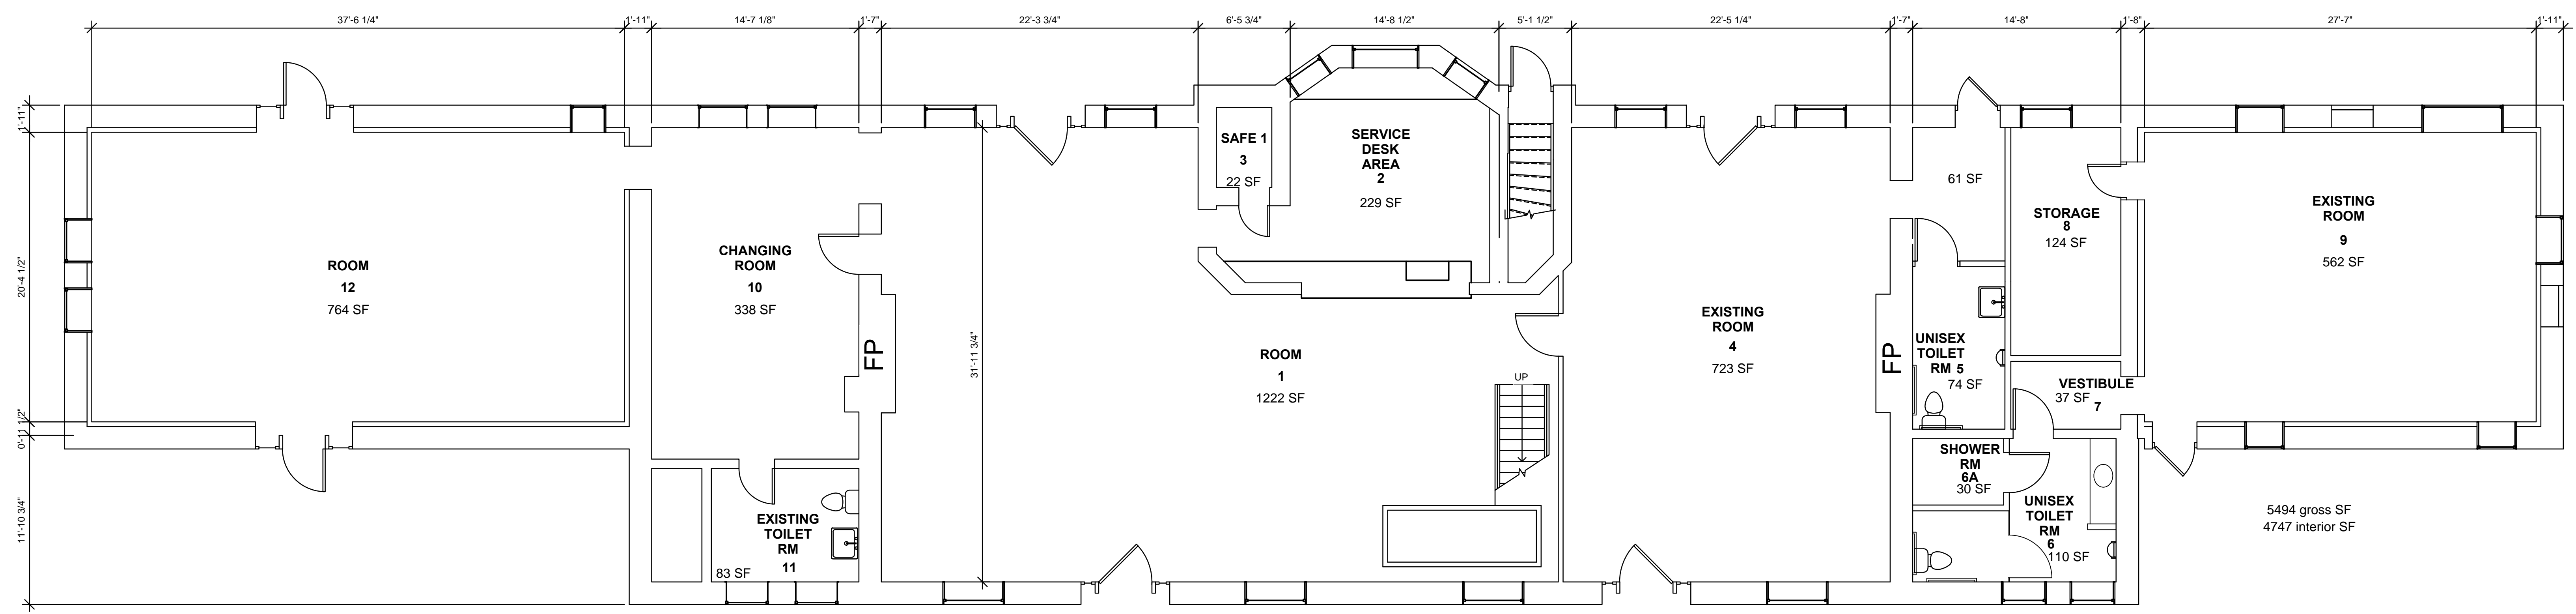 37'-6 1/4"
1'-11"
14'-7 1/8"
1'-7"
22'-3 3/4"
6'-5 3/4"
14'-8 1/2"
5'-1 1/2"
22'-5 1/4"
1'-7"
14'-8"
1'-8"
27'-7"
1'-11"
1'-11"
20'-4 1/2"
0'-11 1/2"
11'-10 3/4"
31'-11 3/4"
ROOM
12
764 SF
CHANGING
ROOM
10
338 SF
FP
EXISTING
TOILET
RM
11
83 SF
SAFE 1
3
22 SF
SERVICE
DESK
AREA
2
229 SF
ROOM
1
1222 SF
UP
EXISTING
ROOM
4
723 SF
FP
61 SF
STORAGE
8
124 SF
UNISEX
TOILET
RM 5
74 SF
VESTIBULE
37 SF
7
SHOWER
RM
6A
30 SF
UNISEX
TOILET
RM
6
110 SF
EXISTING
ROOM
9
562 SF
5494 gross SF
4747 interior SF